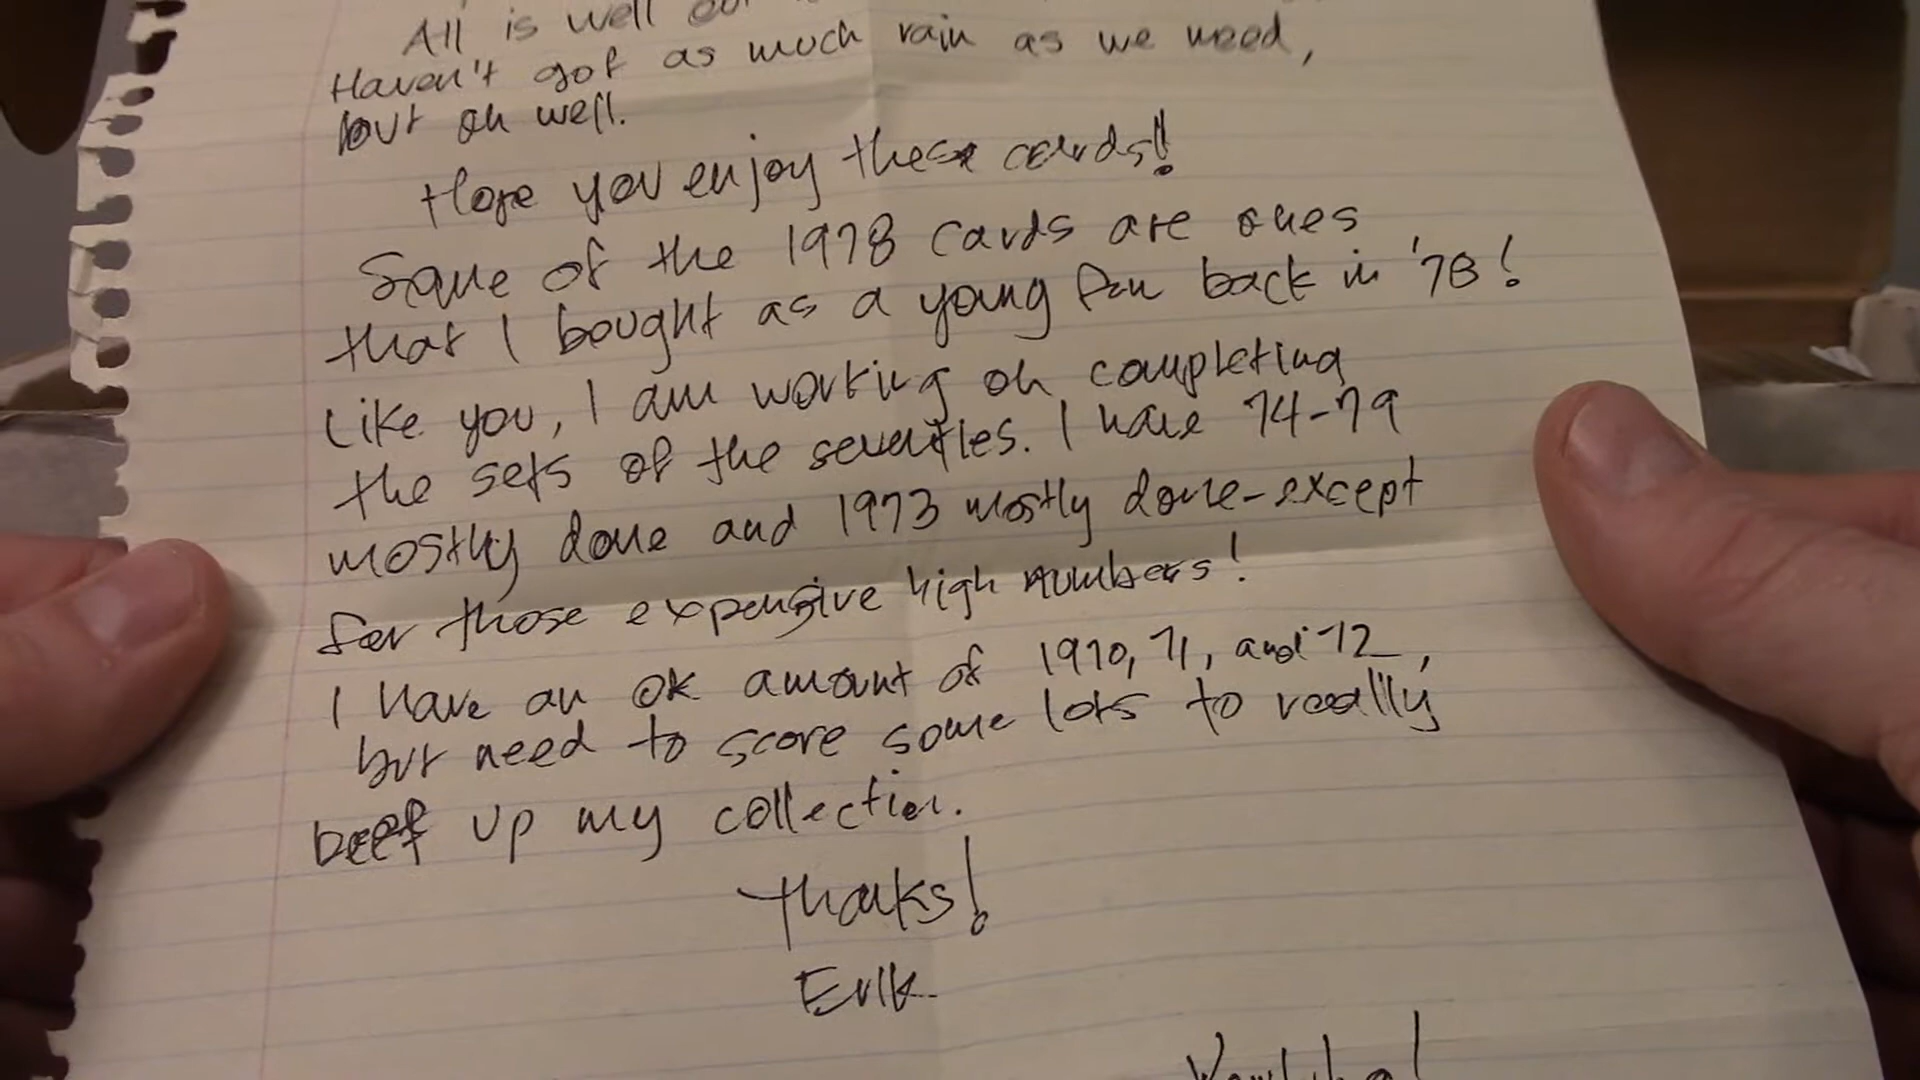 All is well
Haven't got as much rain as we need,
but oh well.
Hope you enjoy these cards!
Some of the 1978 cards are ones
that I bought as a young fan back in '78!
Like you, I am working on completing
the sets of the seventies. I have 74-79
mostly done and 1973 mostly done-except
for those expensive high numbers!
I have an ok amount of 1970, 71, and 72,
but need to score some lots to really
beef up my collection.
Thanks!
Erik